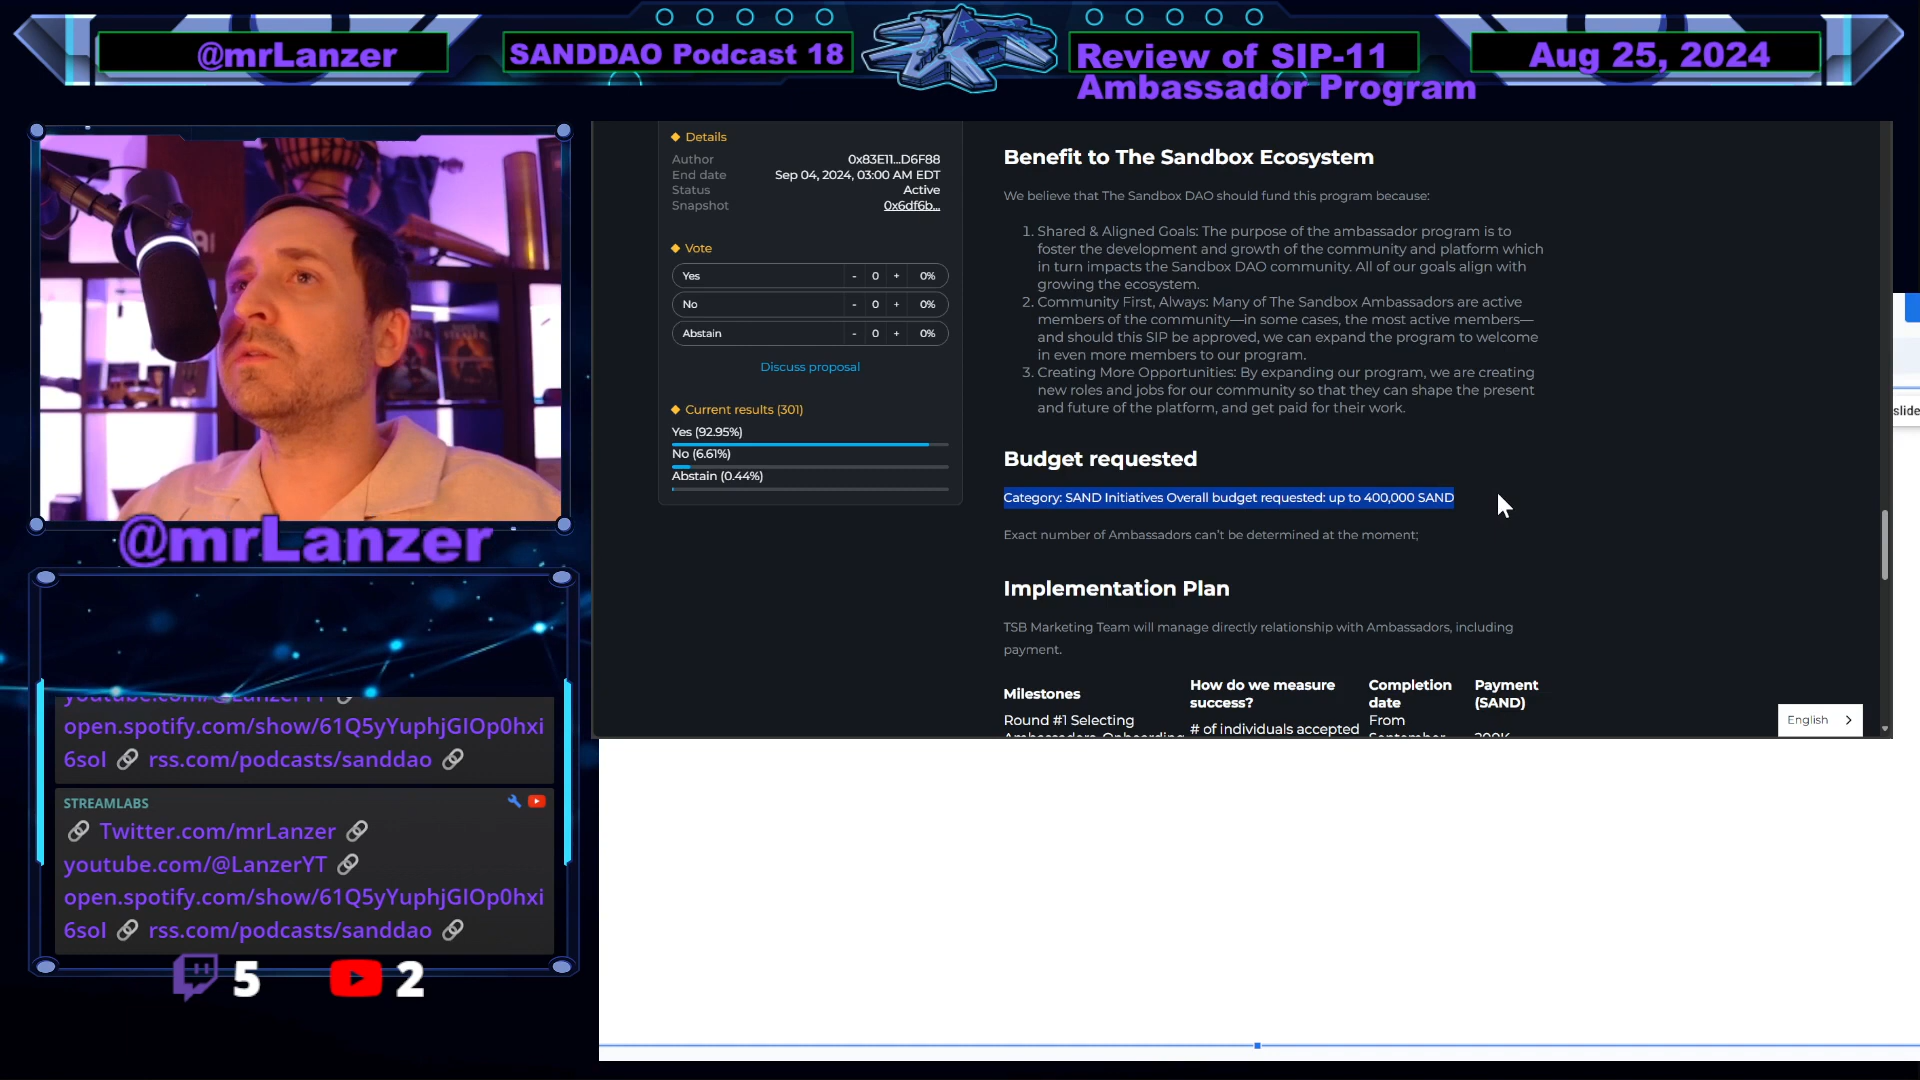 @mrLanzer
SANDDAO Podcast 18
Review of SIP-11
Ambassador Program
Aug 25, 2024
@mrLanzer
youtube.com/@LanzerYT 🔗
open.spotify.com/show/61Q5yYuphjGIOp0hxi
6sol 🔗 rss.com/podcasts/sanddao 🔗
STREAMLABS
🔗 Twitter.com/mrLanzer 🔗
youtube.com/@LanzerYT 🔗
open.spotify.com/show/61Q5yYuphjGIOp0hxi
6sol 🔗 rss.com/podcasts/sanddao 🔗
5
2
Details
Author 0x83E11...D6F88
End date Sep 04, 2024, 03:00 AM EDT
Status Active
Snapshot 0x6df6b...
Vote
Yes - 0 + 0%
No - 0 + 0%
Abstain - 0 + 0%
Discuss proposal
Current results (301)
Yes (92.95%)
No (6.61%)
Abstain (0.44%)
Benefit to The Sandbox Ecosystem
We believe that The Sandbox DAO should fund this program because:
1. Shared & Aligned Goals: The purpose of the ambassador program is to
foster the development and growth of the community and platform which
in turn impacts the Sandbox DAO community. All of our goals align with
growing the ecosystem.
2. Community First, Always: Many of The Sandbox Ambassadors are active
members of the community—in some cases, the most active members—
and should this SIP be approved, we can expand the program to welcome
in even more members to our program.
3. Creating More Opportunities: By expanding our program, we are creating
new roles and jobs for our community so that they can shape the present
and future of the platform, and get paid for their work.
Budget requested
Category: SAND Initiatives Overall budget requested: up to 400,000 SAND
Exact number of Ambassadors can't be determined at the moment;
Implementation Plan
TSB Marketing Team will manage directly relationship with Ambassadors, including
payment.
Milestones
How do we measure
success?
Completion
date
Payment
(SAND)
Round #1 Selecting
# of individuals accepted
From
English
slide